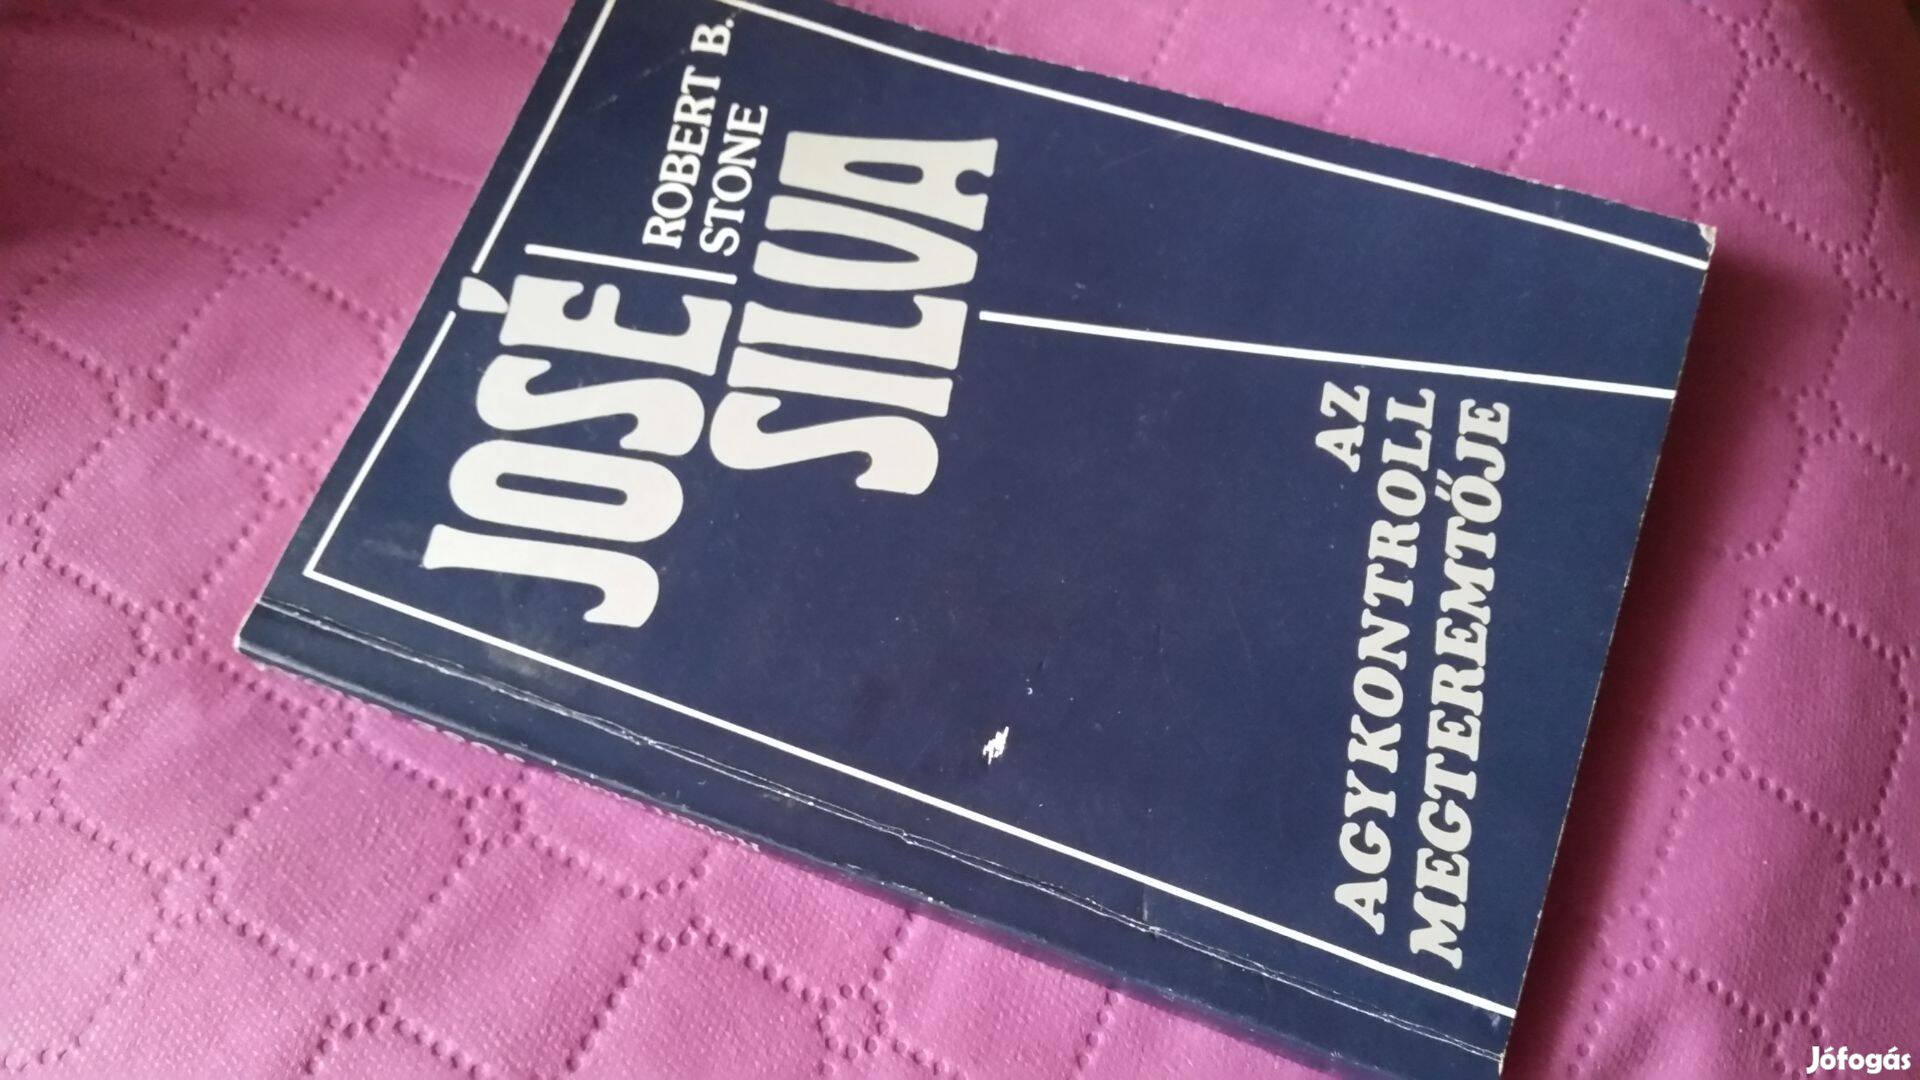 ROBERT B.
STONE
JOSÉ
SILVA
AZ
AGYKONTROLL
MEGTEREMTŐJE
Jófogás